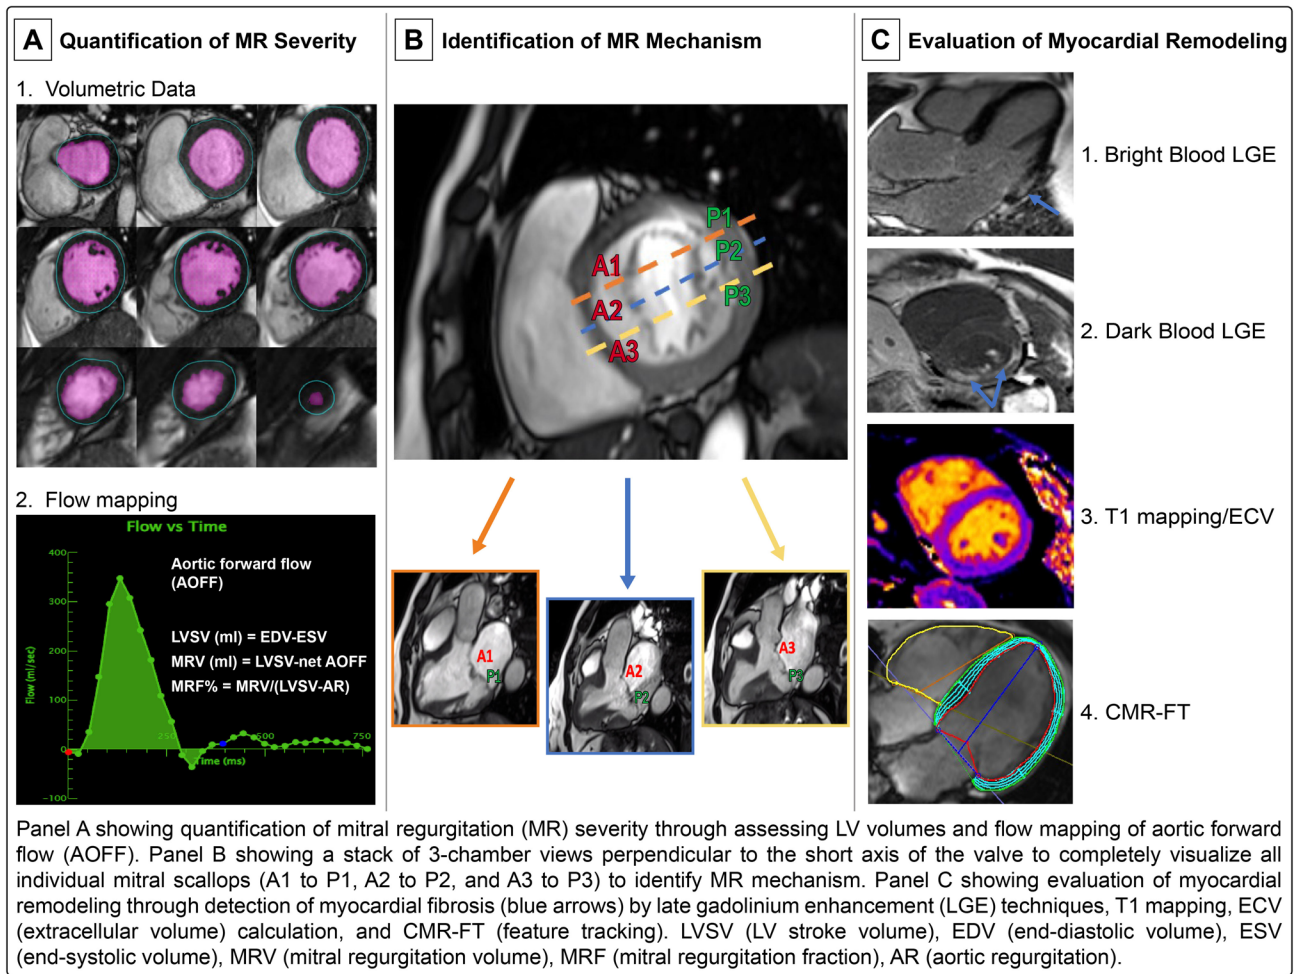 A Quantification of MR Severity
1. Volumetric Data
2. Flow mapping
Flow vs Time
400
300
200
100
0
-100
Flow (ml/sec)
Aortic forward flow
(AOFF)
LVSV (ml) = EDV-ESV
MRV (ml) = LVSV-net AOFF
MRF% = MRV/(LVSV-AR)
250
500
750
Time (ms)
B Identification of MR Mechanism
P1
P2
P3
A1
A2
A3
A1
P1
A2
P2
A3
P3
C Evaluation of Myocardial Remodeling
1. Bright Blood LGE
2. Dark Blood LGE
3. T1 mapping/ECV
4. CMR-FT
Panel A showing quantification of mitral regurgitation (MR) severity through assessing LV volumes and flow mapping of aortic forward
flow (AOFF). Panel B showing a stack of 3-chamber views perpendicular to the short axis of the valve to completely visualize all
individual mitral scallops (A1 to P1, A2 to P2, and A3 to P3) to identify MR mechanism. Panel C showing evaluation of myocardial
remodeling through detection of myocardial fibrosis (blue arrows) by late gadolinium enhancement (LGE) techniques, T1 mapping, ECV
(extracellular volume) calculation, and CMR-FT (feature tracking). LVSV (LV stroke volume), EDV (end-diastolic volume), ESV
(end-systolic volume), MRV (mitral regurgitation volume), MRF (mitral regurgitation fraction), AR (aortic regurgitation).